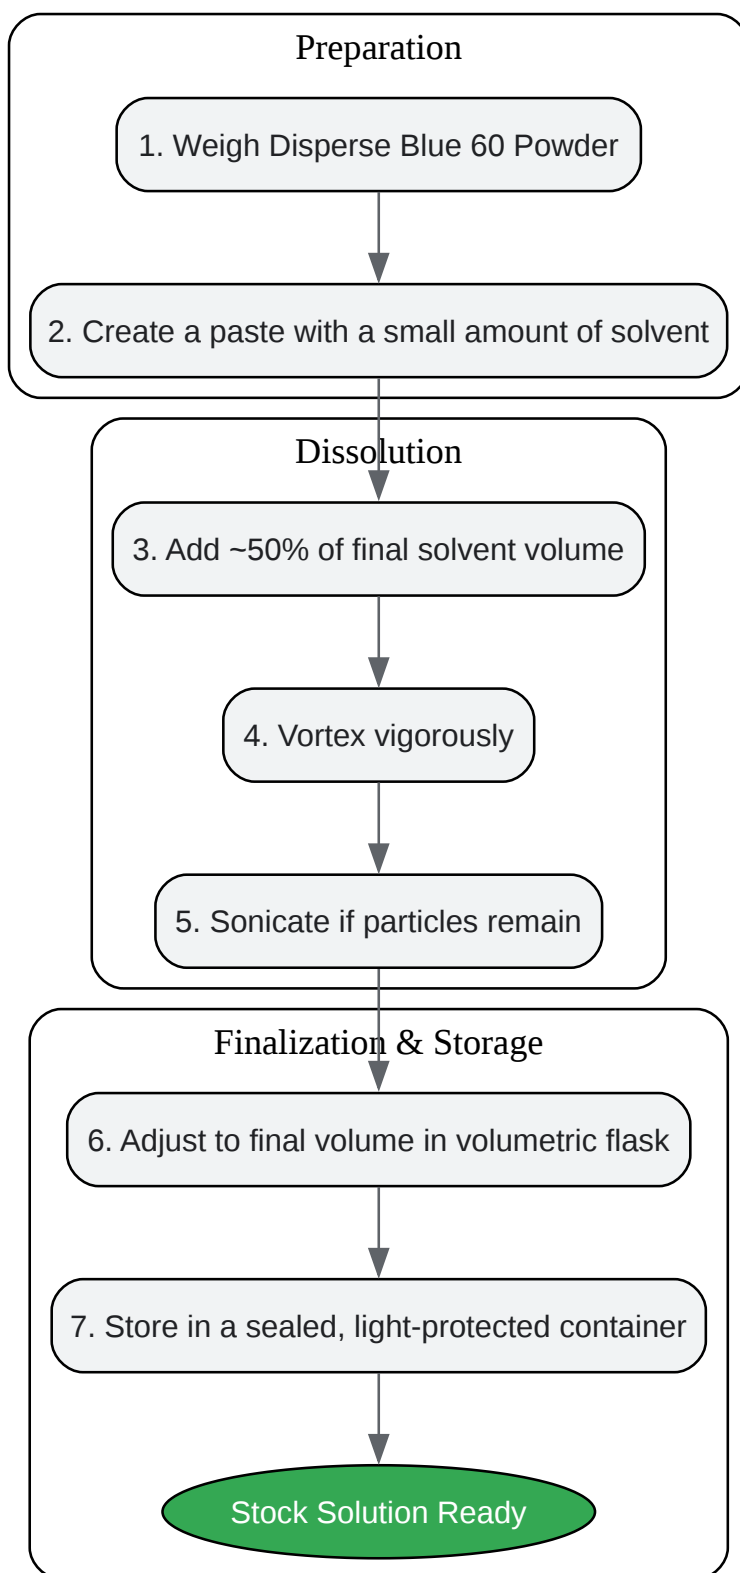 Preparation
1. Weigh Disperse Blue 60 Powder
2. Create a paste with a small amount of solvent
Dissolution
3. Add ~50% of final solvent volume
4. Vortex vigorously
5. Sonicate if particles remain
Finalization & Storage
6. Adjust to final volume in volumetric flask
7. Store in a sealed, light-protected container
Stock Solution Ready